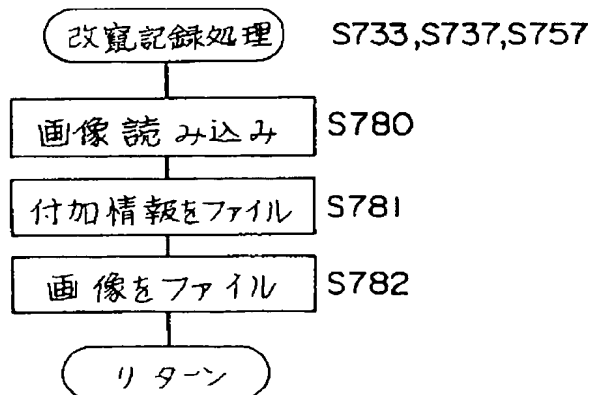 改竄記録処理 S733,S737,S757
画像読み込み S780
付加情報をファイル S781
画像をファイル S782
リターン